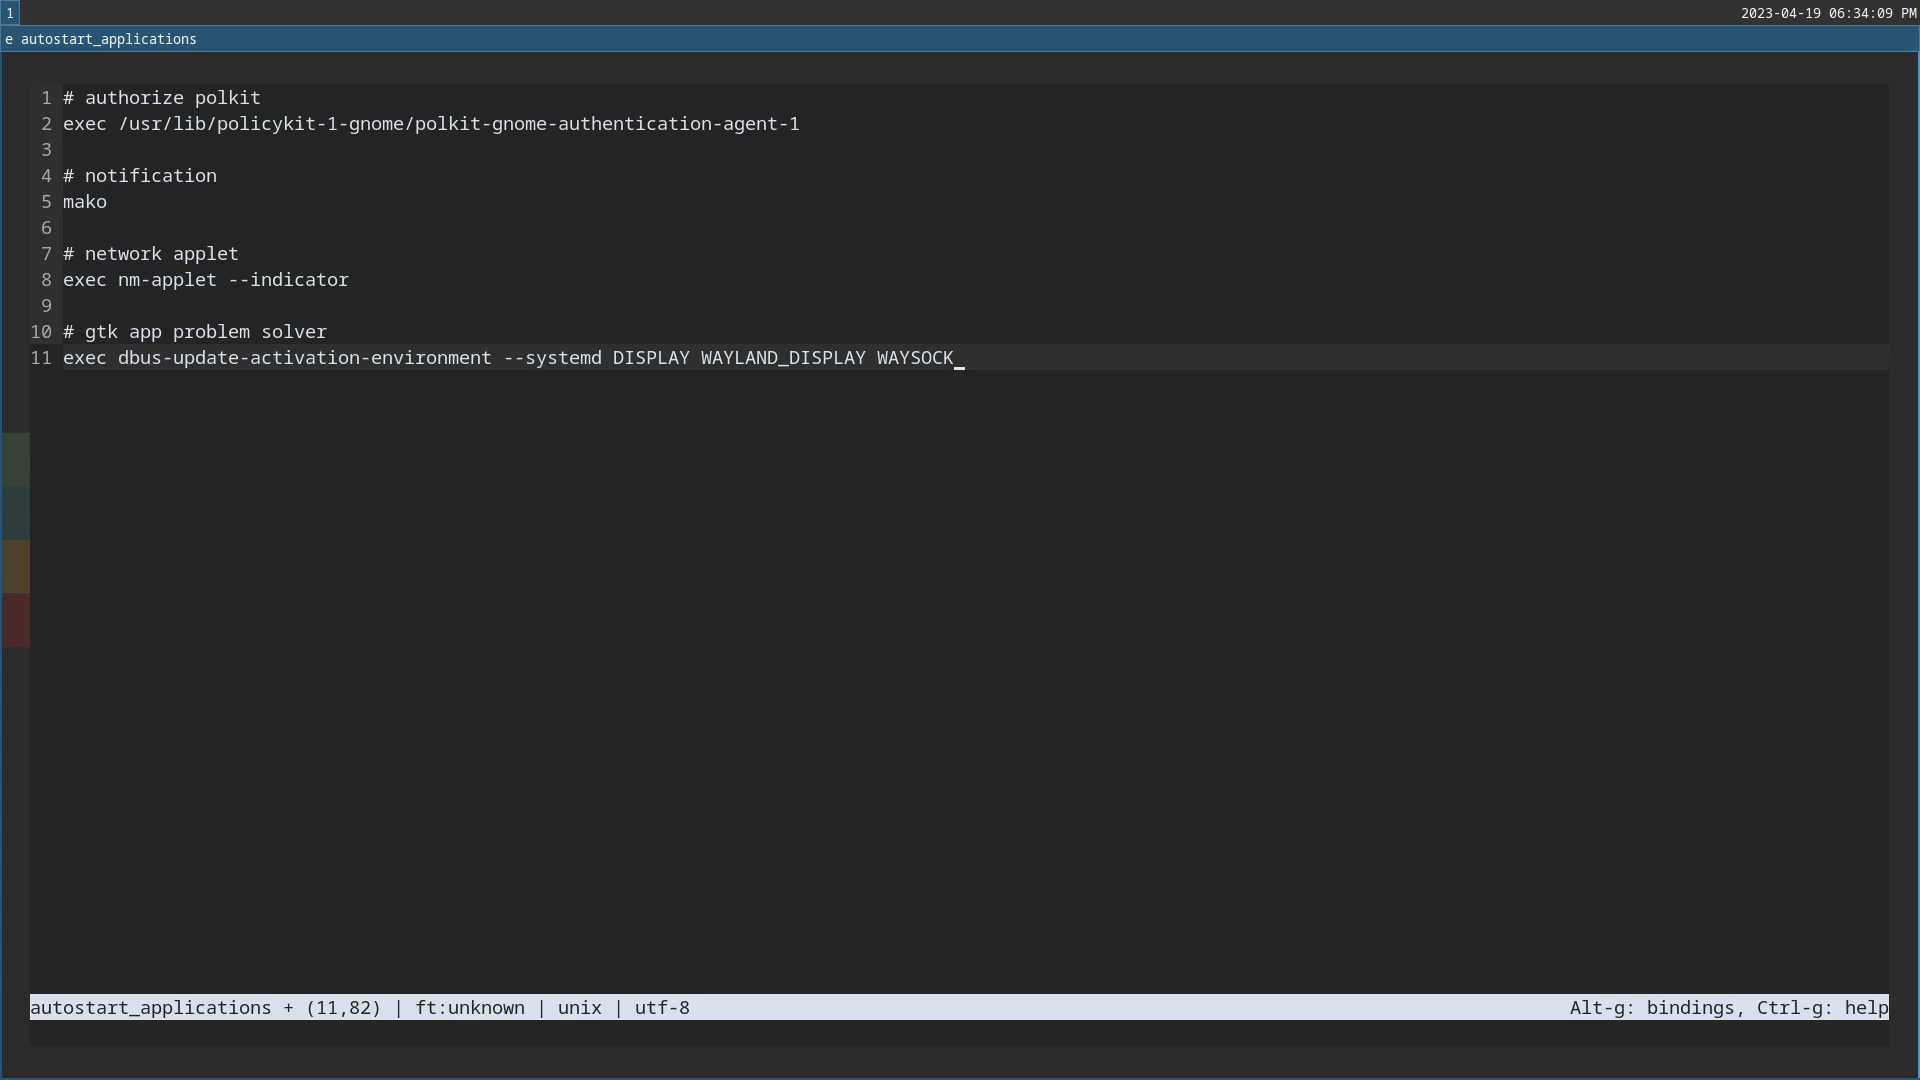 1
2023-04-19 06:34:09 PM
e autostart_applications
1 # authorize polkit
2 exec /usr/lib/policykit-1-gnome/polkit-gnome-authentication-agent-1
3
4 # notification
5 mako
6
7 # network applet
8 exec nm-applet --indicator
9
10 # gtk app problem solver
11 exec dbus-update-activation-environment --systemd DISPLAY WAYLAND_DISPLAY WAYSOCK_
autostart_applications + (11,82) | ft:unknown | unix | utf-8 Alt-g: bindings, Ctrl-g: help